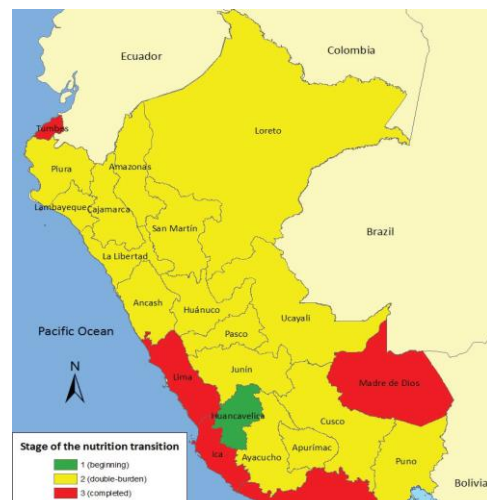 Colombia
Ecuador
Tumbes
Loreto
Piura
Amazonas
Lambayeque
Cajamarca
San Martín
Brazil
La Libertad
Ancash
Huánuco
Ucayali
Pacific Ocean
Pasco
N
Junín
Lima
Madre de Dios
Huancavelica
Cusco
Ica
Ayacucho
Apurímac
Puno
Bolivia
Stage of the nutrition transition
1 (beginning)
2 (double-burden)
3 (completed)